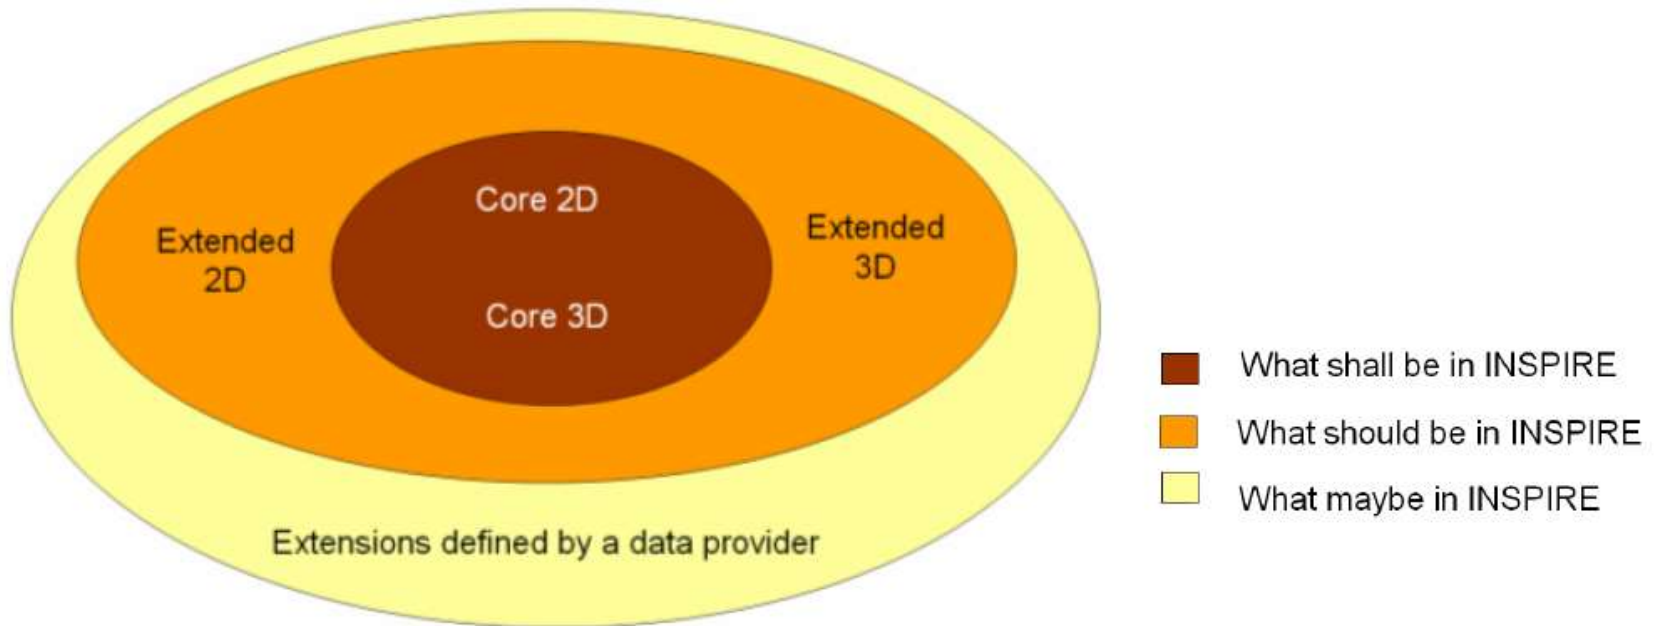 Core 2D
Extended
2D
Extended
3D
Core 3D
What shall be in INSPIRE
What should be in INSPIRE
What maybe in INSPIRE
Extensions defined by a data provider